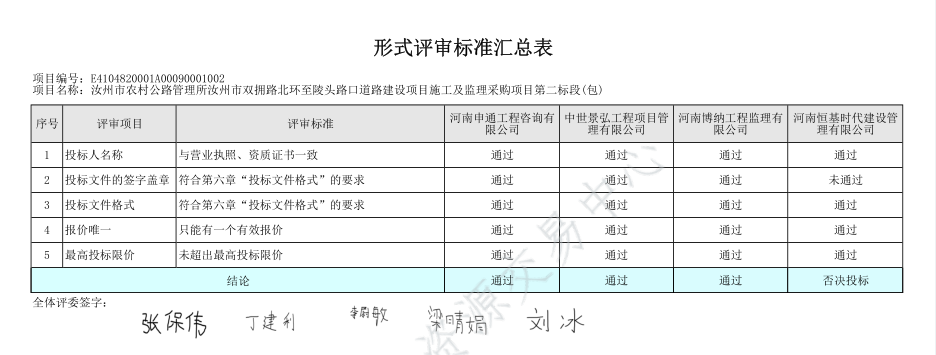 形式评审标准汇总表
项目编号：E4104820001A00090001002
项目名称：汝州市农村公路管理所汝州市双拥路北环至陵头路口道路建设项目施工及监理采购项目第二标段(包)
序号 评审项目 评审标准 河南申通工程咨询有限公司 中世景弘工程项目管理有限公司 河南博纳工程监理有限公司 河南恒基时代建设管理有限公司
1 投标人名称 与营业执照、资质证书一致 通过 通过 通过 通过
2 投标文件的签字盖章 符合第六章“投标文件格式”的要求 通过 通过 通过 未通过
3 投标文件格式 符合第六章“投标文件格式”的要求 通过 通过 通过 通过
4 报价唯一 只能有一个有效报价 通过 通过 通过 通过
5 最高投标限价 未超出最高投标限价 通过 通过 通过 通过
结论 通过 通过 通过 否决投标
全体评委签字：
张保伟 丁建利 梁晴娟 刘冰
资源交易中心